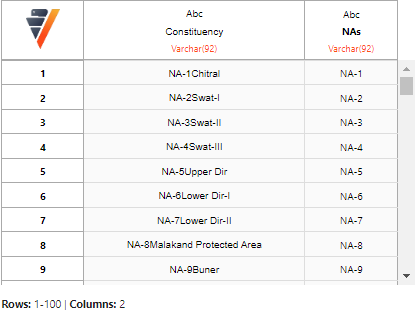 Abc
Constituency
Varchar(92)
Abc
NAs
Varchar(92)
1 NA-1Chitral NA-1
2 NA-2Swat-I NA-2
3 NA-3Swat-II NA-3
4 NA-4Swat-III NA-4
5 NA-5Upper Dir NA-5
6 NA-6Lower Dir-I NA-6
7 NA-7Lower Dir-II NA-7
8 NA-8Malakand Protected Area NA-8
9 NA-9Buner NA-9
Rows: 1-100 | Columns: 2